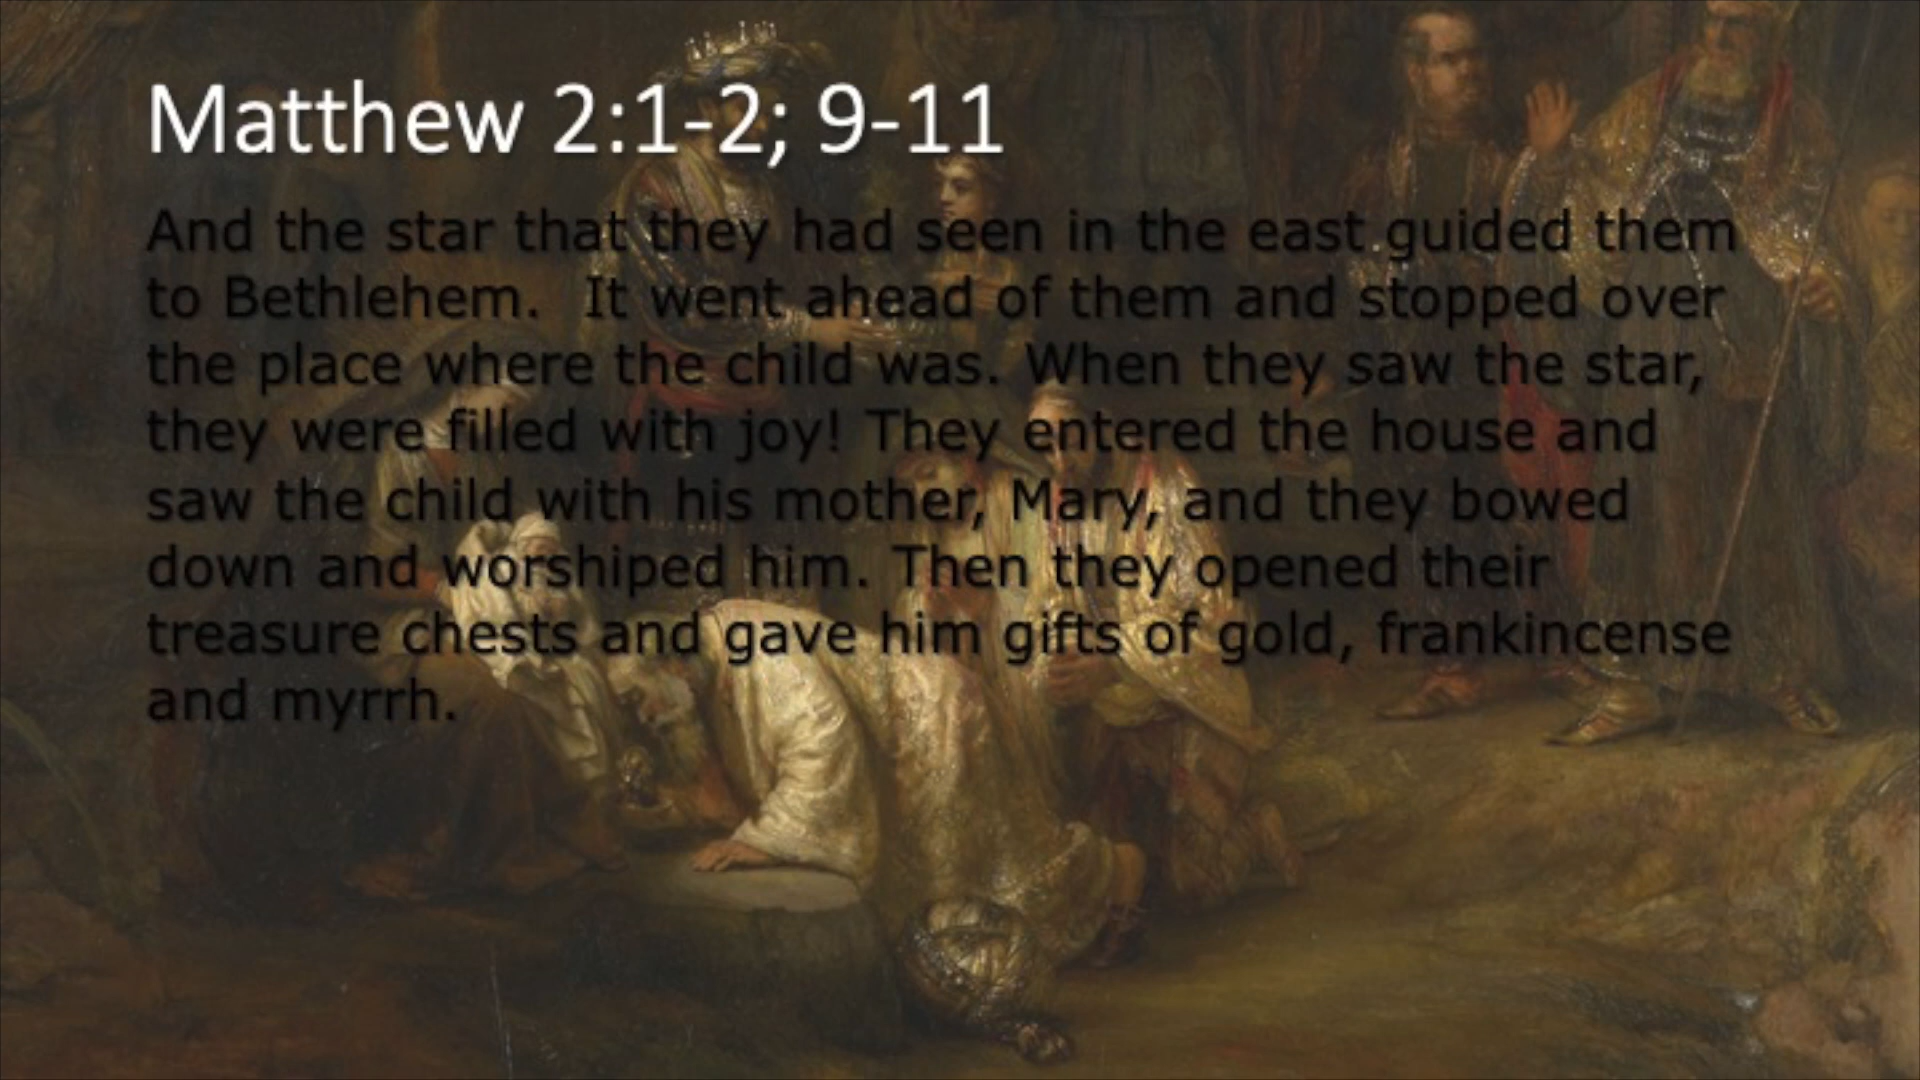 Matthew 2:1-2; 9-11
And the star that they had seen in the east guided them
to Bethlehem.  It went ahead of them and stopped over
the place where the child was. When they saw the star,
they were filled with joy! They entered the house and
saw the child with his mother, Mary, and they bowed
down and worshiped him. Then they opened their
treasure chests and gave him gifts of gold, frankincense
and myrrh.